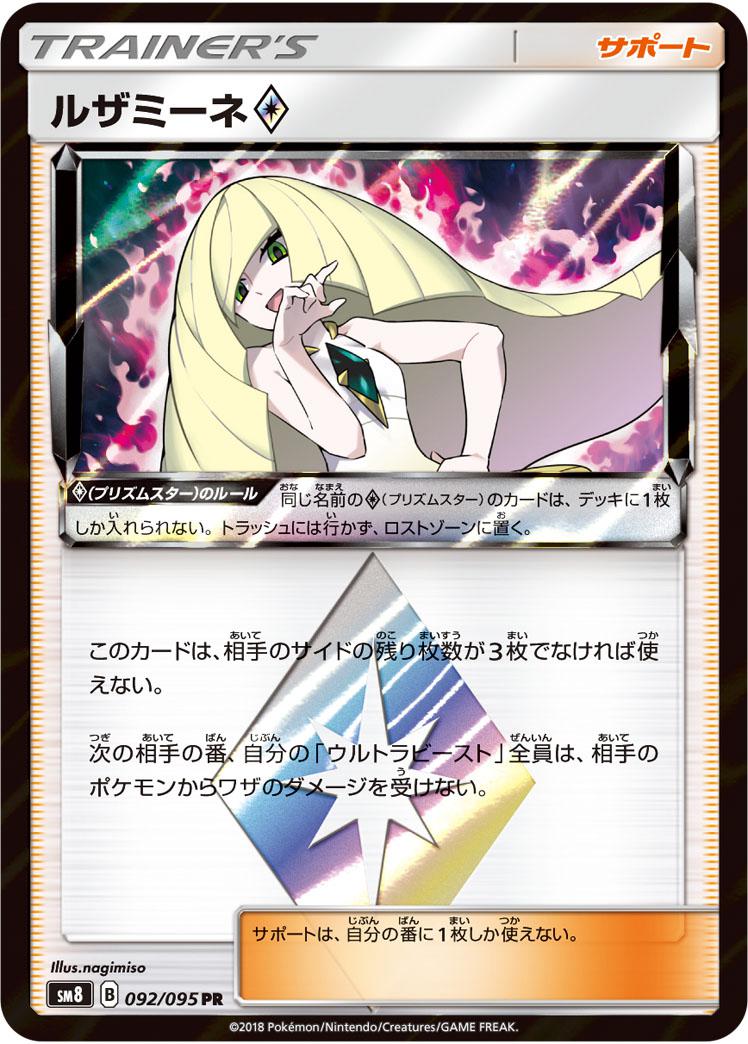 TRAINER'S
サポート
ルザミーネ◇
◇(プリズムスター)のルール 同じ名前の◇(プリズムスター)のカードは、デッキに1枚
しか入れられない。トラッシュには行かず、ロストゾーンに置く。
このカードは、相手のサイドの残り枚数が3枚でなければ使
えない。
次の相手の番、自分の「ウルトラビースト」全員は、相手の
ポケモンからワザのダメージを受けない。
サポートは、自分の番に1枚しか使えない。
Illus.nagimiso
SM8 B 092/095 PR
©2018 Pokémon/Nintendo/Creatures/GAME FREAK.